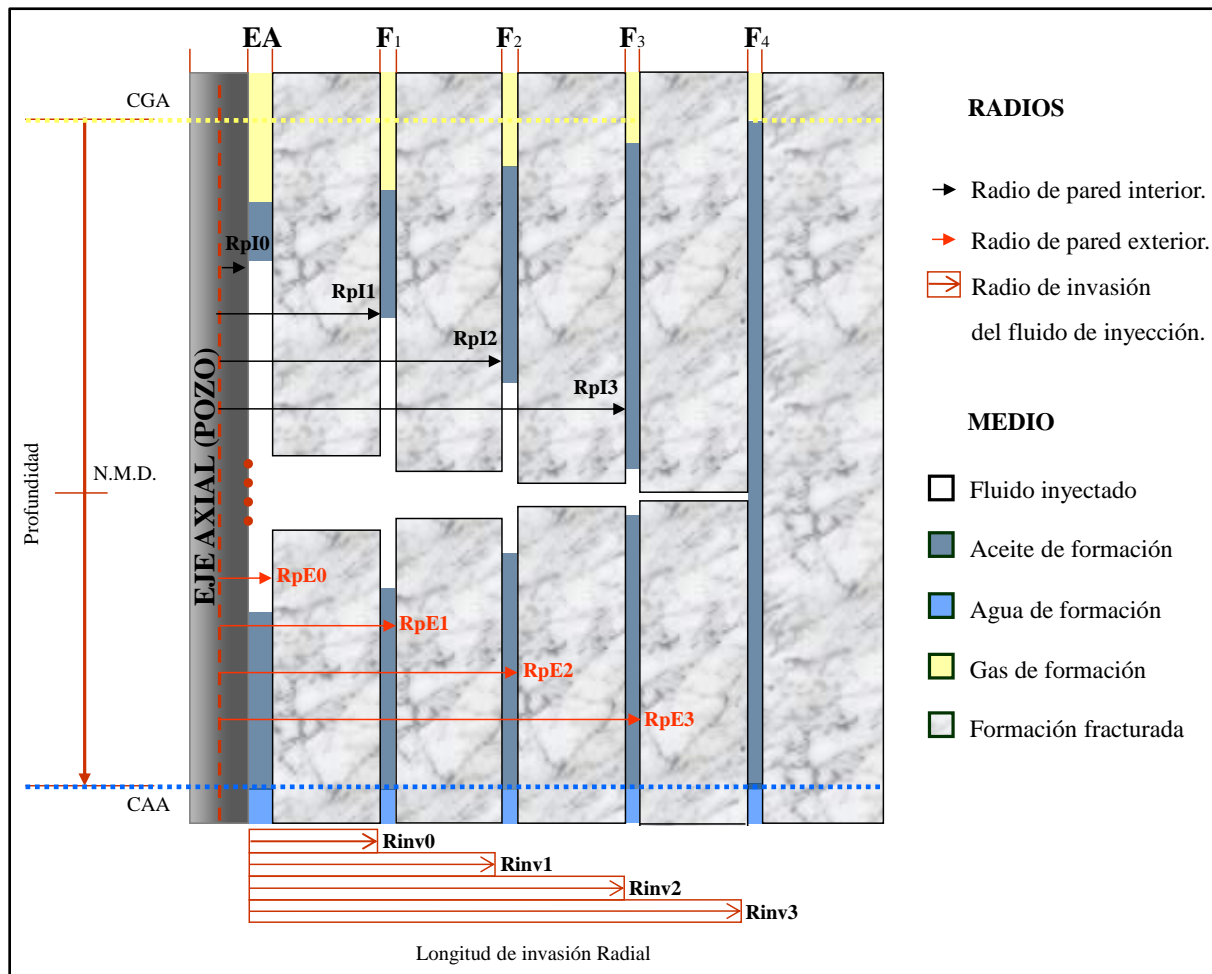 EA F1 F2 F3 F4
CGA
RpI0
RpI1
RpI2
RpI3
EJE AXIAL (POZO)
Profundidad
N.M.D.
RpE0
RpE1
RpE2
RpE3
CAA
Rinv0
Rinv1
Rinv2
Rinv3
Longitud de invasión Radial
RADIOS
Radio de pared interior.
Radio de pared exterior.
Radio de invasión
del fluido de inyección.
MEDIO
Fluido inyectado
Aceite de formación
Agua de formación
Gas de formación
Formación fracturada